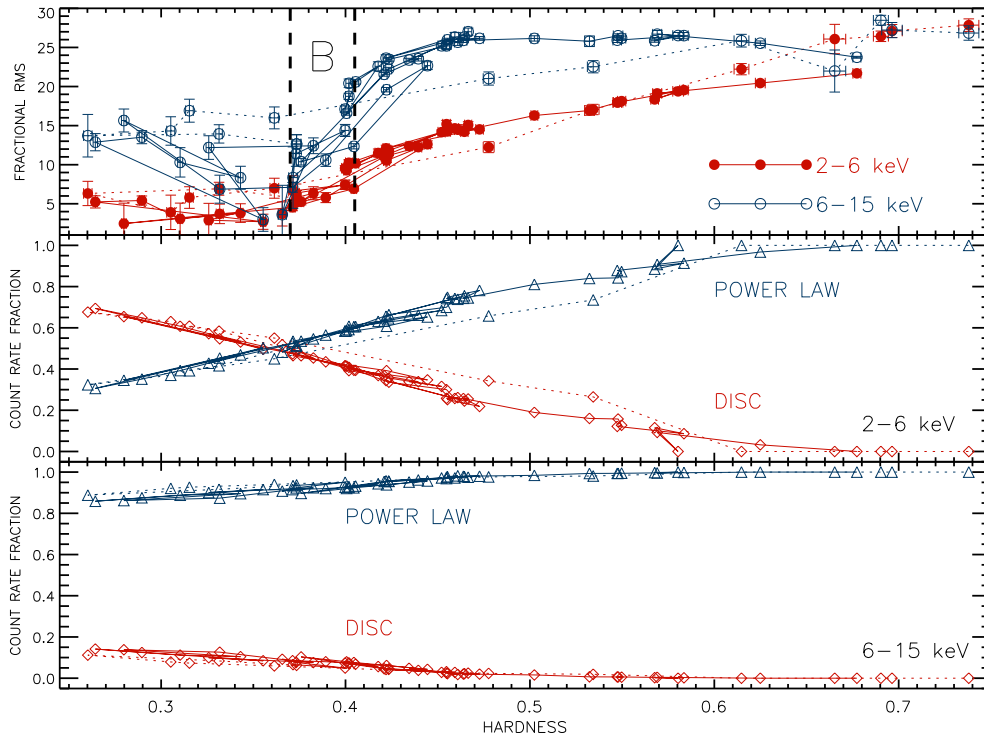 30
25
20
15
10
5
FRACTIONAL RMS
B
2-6 keV
6-15 keV
1.0
0.8
0.6
0.4
0.2
0.0
COUNT RATE FRACTION
POWER LAW
DISC
2-6 keV
1.0
0.8
0.6
0.4
0.2
0.0
COUNT RATE FRACTION
POWER LAW
DISC
6-15 keV
0.3 0.4 0.5 0.6 0.7
HARDNESS